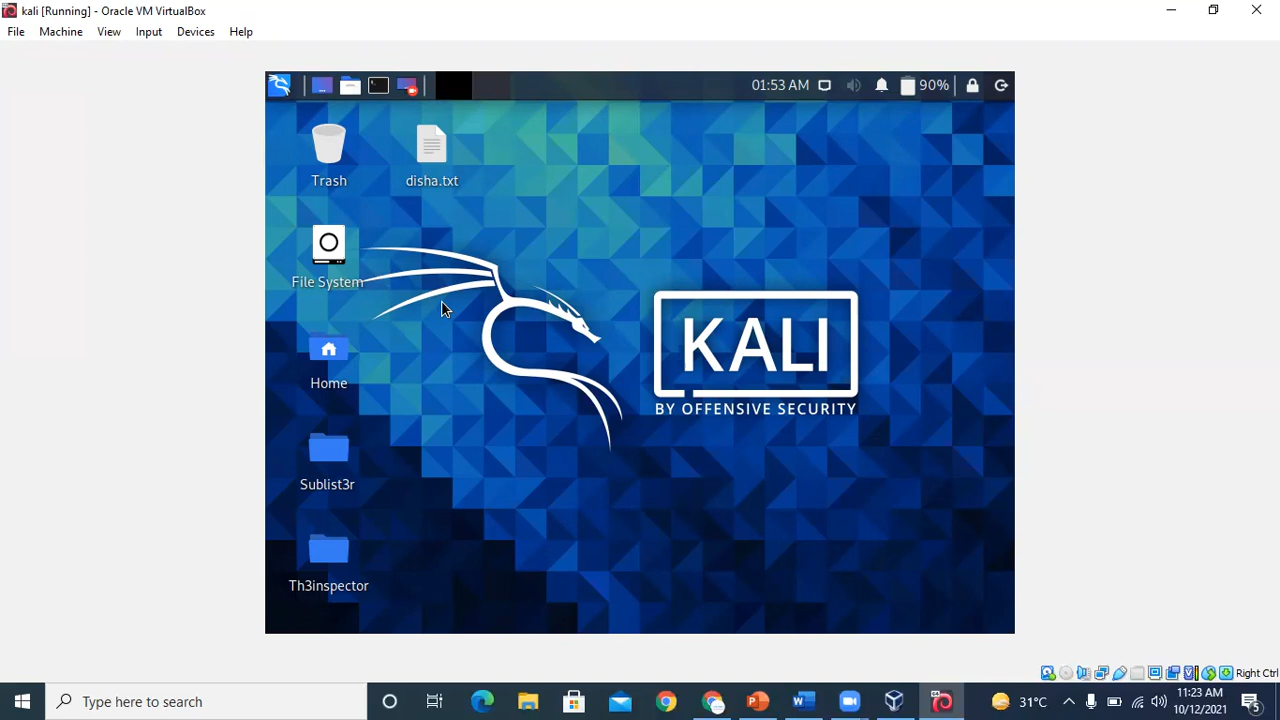 kali [Running] - Oracle VM VirtualBox
File Machine View Input Devices Help
01:53 AM 90%
Trash
disha.txt
File System
Home
Sublist3r
Th3inspector
KALI
BY OFFENSIVE SECURITY
Right Ctrl
Type here to search
31°C
11:23 AM
10/12/2021
5